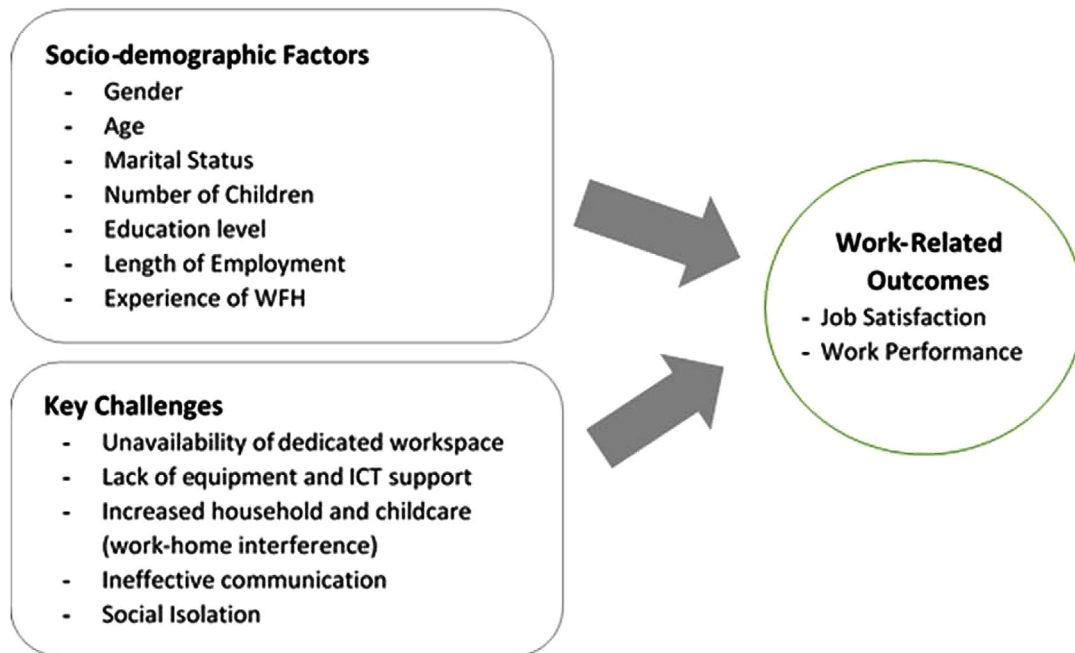 Socio-demographic Factors
- Gender
- Age
- Marital Status
- Number of Children
- Education level
- Length of Employment
- Experience of WFH
Key Challenges
- Unavailability of dedicated workspace
- Lack of equipment and ICT support
- Increased household and childcare
(work-home interference)
- Ineffective communication
- Social Isolation
Work-Related
Outcomes
- Job Satisfaction
- Work Performance